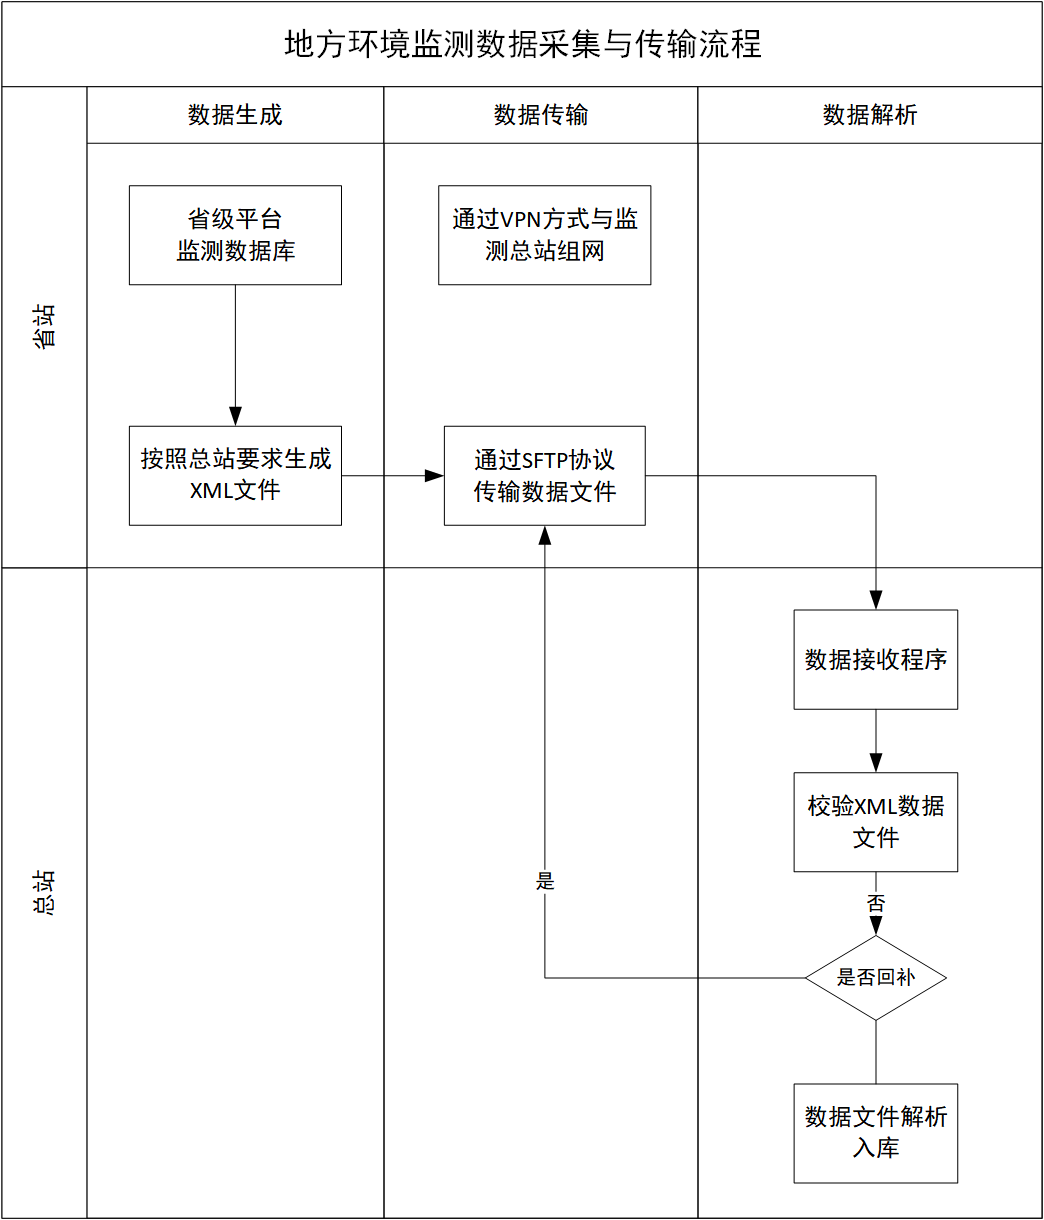 地方环境监测数据采集与传输流程
数据生成
数据传输
数据解析
省站
省级平台
监测数据库
通过VPN方式与监
测总站组网
按照总站要求生成
XML文件
通过SFTP协议
传输数据文件
总站
数据接收程序
校验XML数据
文件
是
否
是否回补
数据文件解析
入库